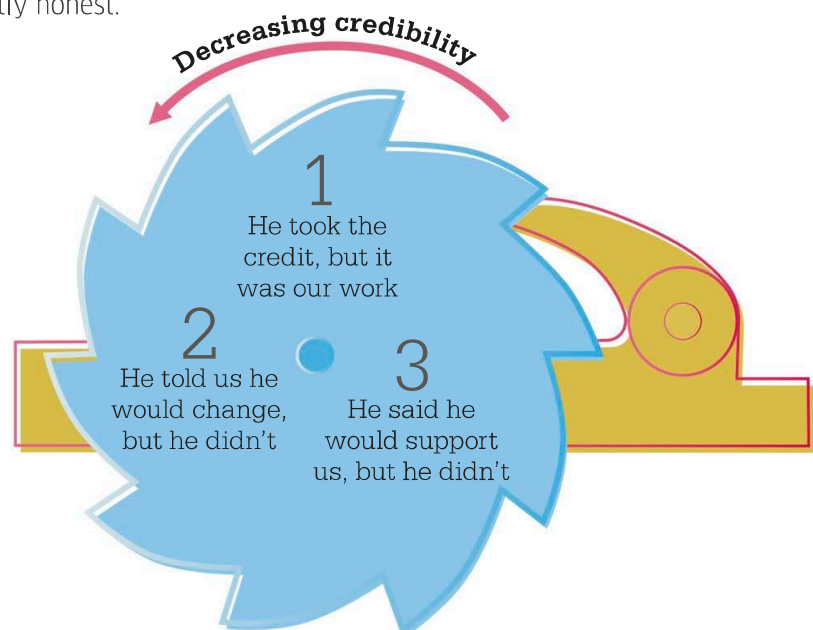 honest.
Decreasing credibility
1
He took the
credit, but it
was our work
2
He told us he
would change,
but he didn't
3
He said he
would support
us, but he didn't